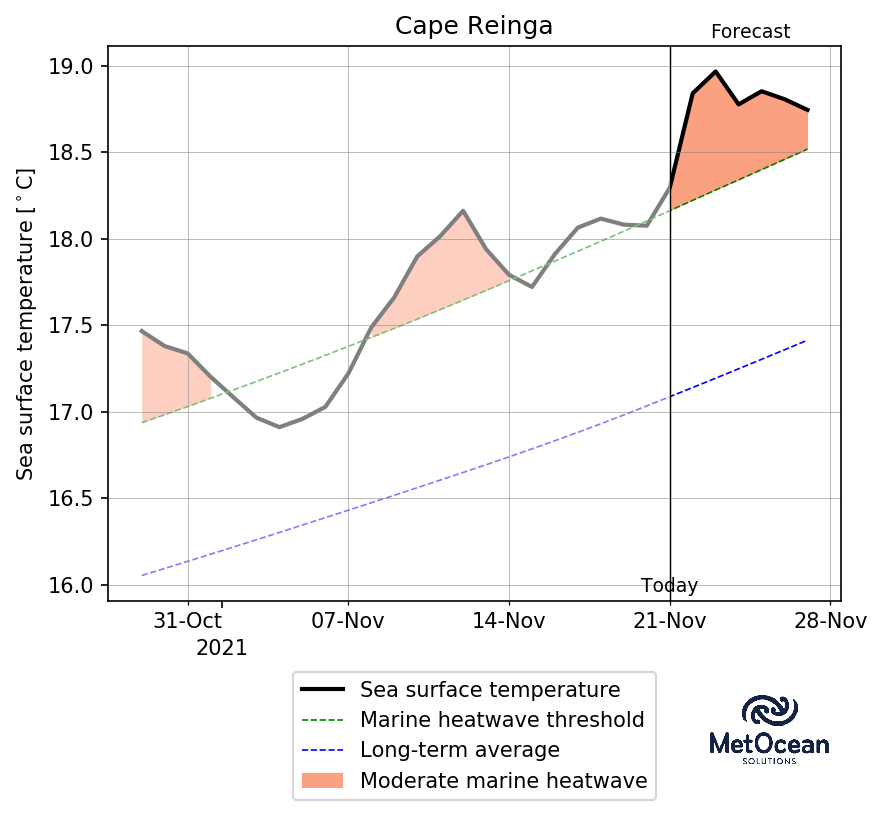 Cape Reinga
Forecast
19.0
18.5
18.0
17.5
17.0
16.5
16.0
Sea surface temperature [°C]
Today
31-Oct 07-Nov 14-Nov 21-Nov 28-Nov
2021
Sea surface temperature
Marine heatwave threshold
Long-term average
Moderate marine heatwave
MetOcean
SOLUTIONS